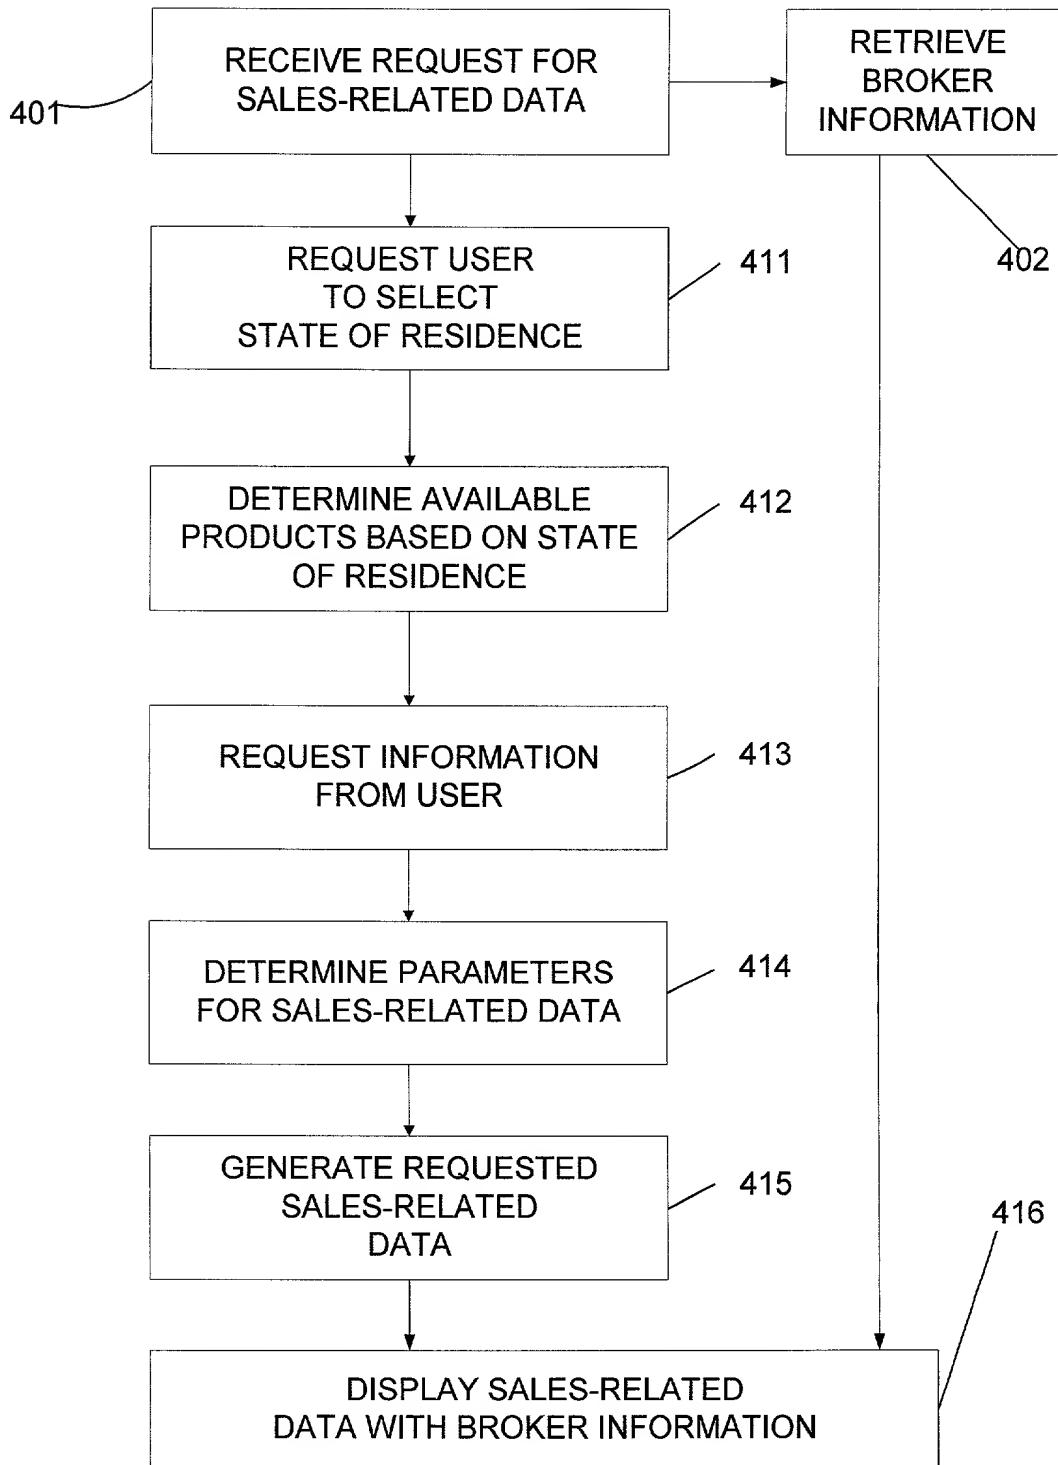 RECEIVE REQUEST FOR
SALES-RELATED DATA
401
RETRIEVE
BROKER
INFORMATION
402
REQUEST USER
TO SELECT
STATE OF RESIDENCE
411
DETERMINE AVAILABLE
PRODUCTS BASED ON STATE
OF RESIDENCE
412
REQUEST INFORMATION
FROM USER
413
DETERMINE PARAMETERS
FOR SALES-RELATED DATA
414
GENERATE REQUESTED
SALES-RELATED
DATA
415
416
DISPLAY SALES-RELATED
DATA WITH BROKER INFORMATION